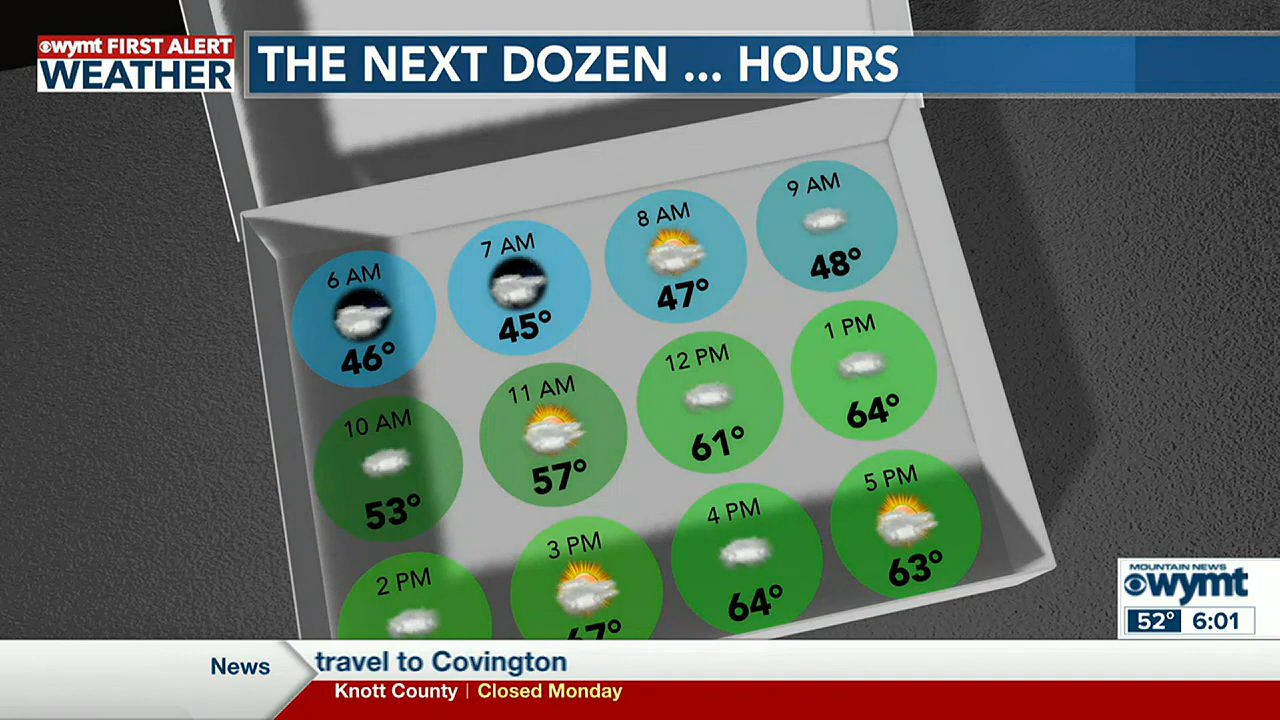 wymt FIRST ALERT
WEATHER
THE NEXT DOZEN ... HOURS
6 AM
46°
7 AM
45°
8 AM
47°
9 AM
48°
10 AM
53°
11 AM
57°
12 PM
61°
1 PM
64°
2 PM
3 PM
4 PM
64°
5 PM
63°
MOUNTAIN NEWS
wymt
52° 6:01
News
travel to Covington
Knott County | Closed Monday